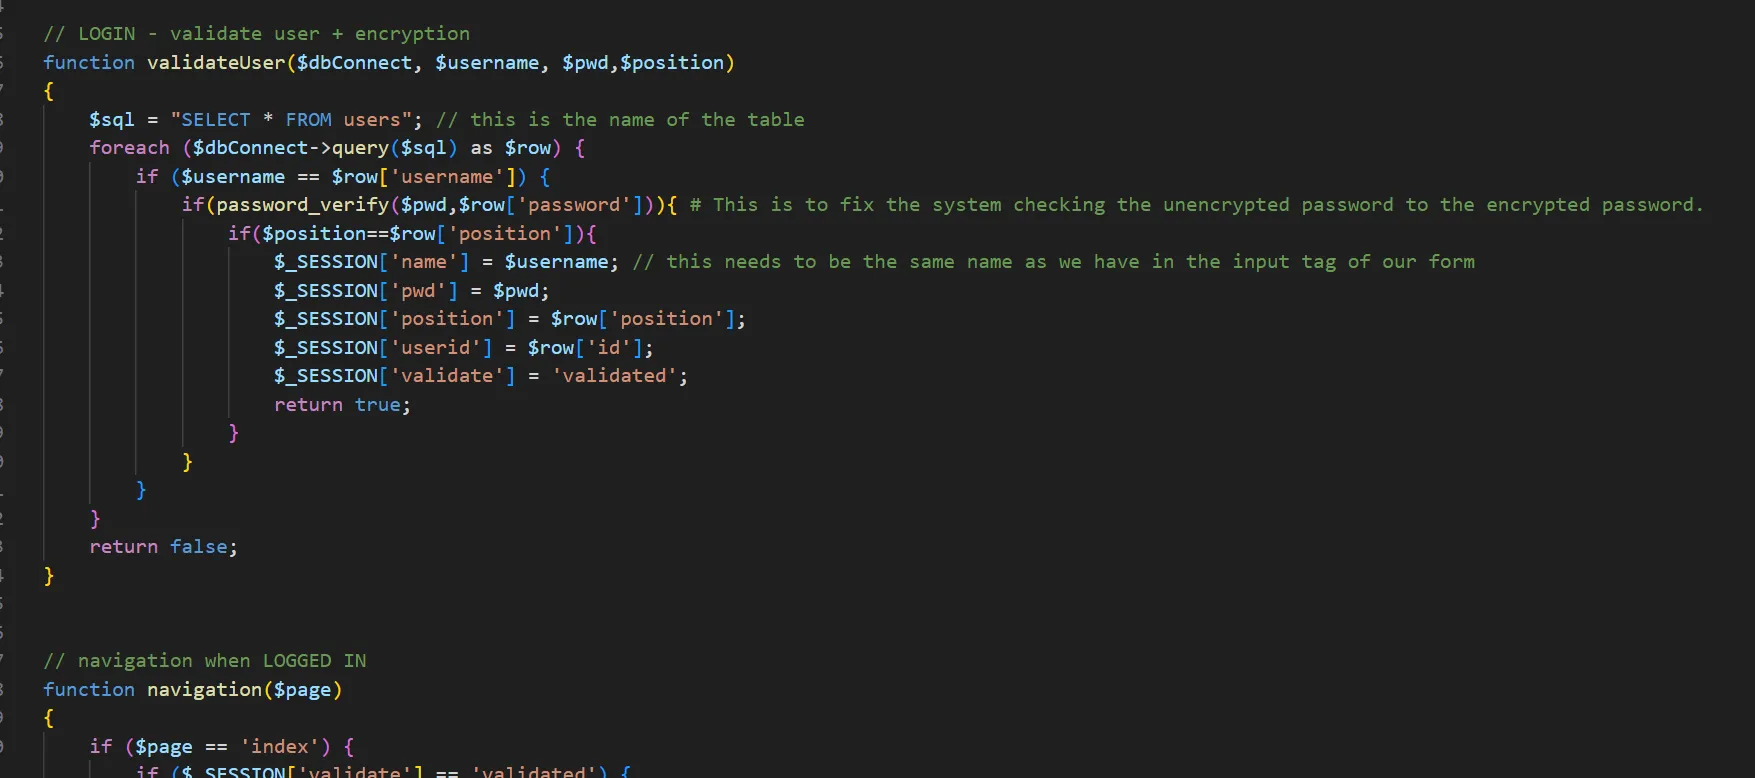 // LOGIN - validate user + encryption
function validateUser($dbConnect, $username, $pwd,$position)
{
    $sql = "SELECT * FROM users"; // this is the name of the table
    foreach ($dbConnect->query($sql) as $row) {
        if ($username == $row['username']) {
            if(password_verify($pwd,$row['password'])){ # This is to fix the system checking the unencrypted password to the encrypted password.
                if($position==$row['position']){
                    $_SESSION['name'] = $username; // this needs to be the same name as we have in the input tag of our form
                    $_SESSION['pwd'] = $pwd;
                    $_SESSION['position'] = $row['position'];
                    $_SESSION['userid'] = $row['id'];
                    $_SESSION['validate'] = 'validated';
                    return true;
                }
            }
        }
    }
    return false;
}
// navigation when LOGGED IN
function navigation($page)
{
    if ($page == 'index') {
        if ($_SESSION['validate'] == 'validated') {